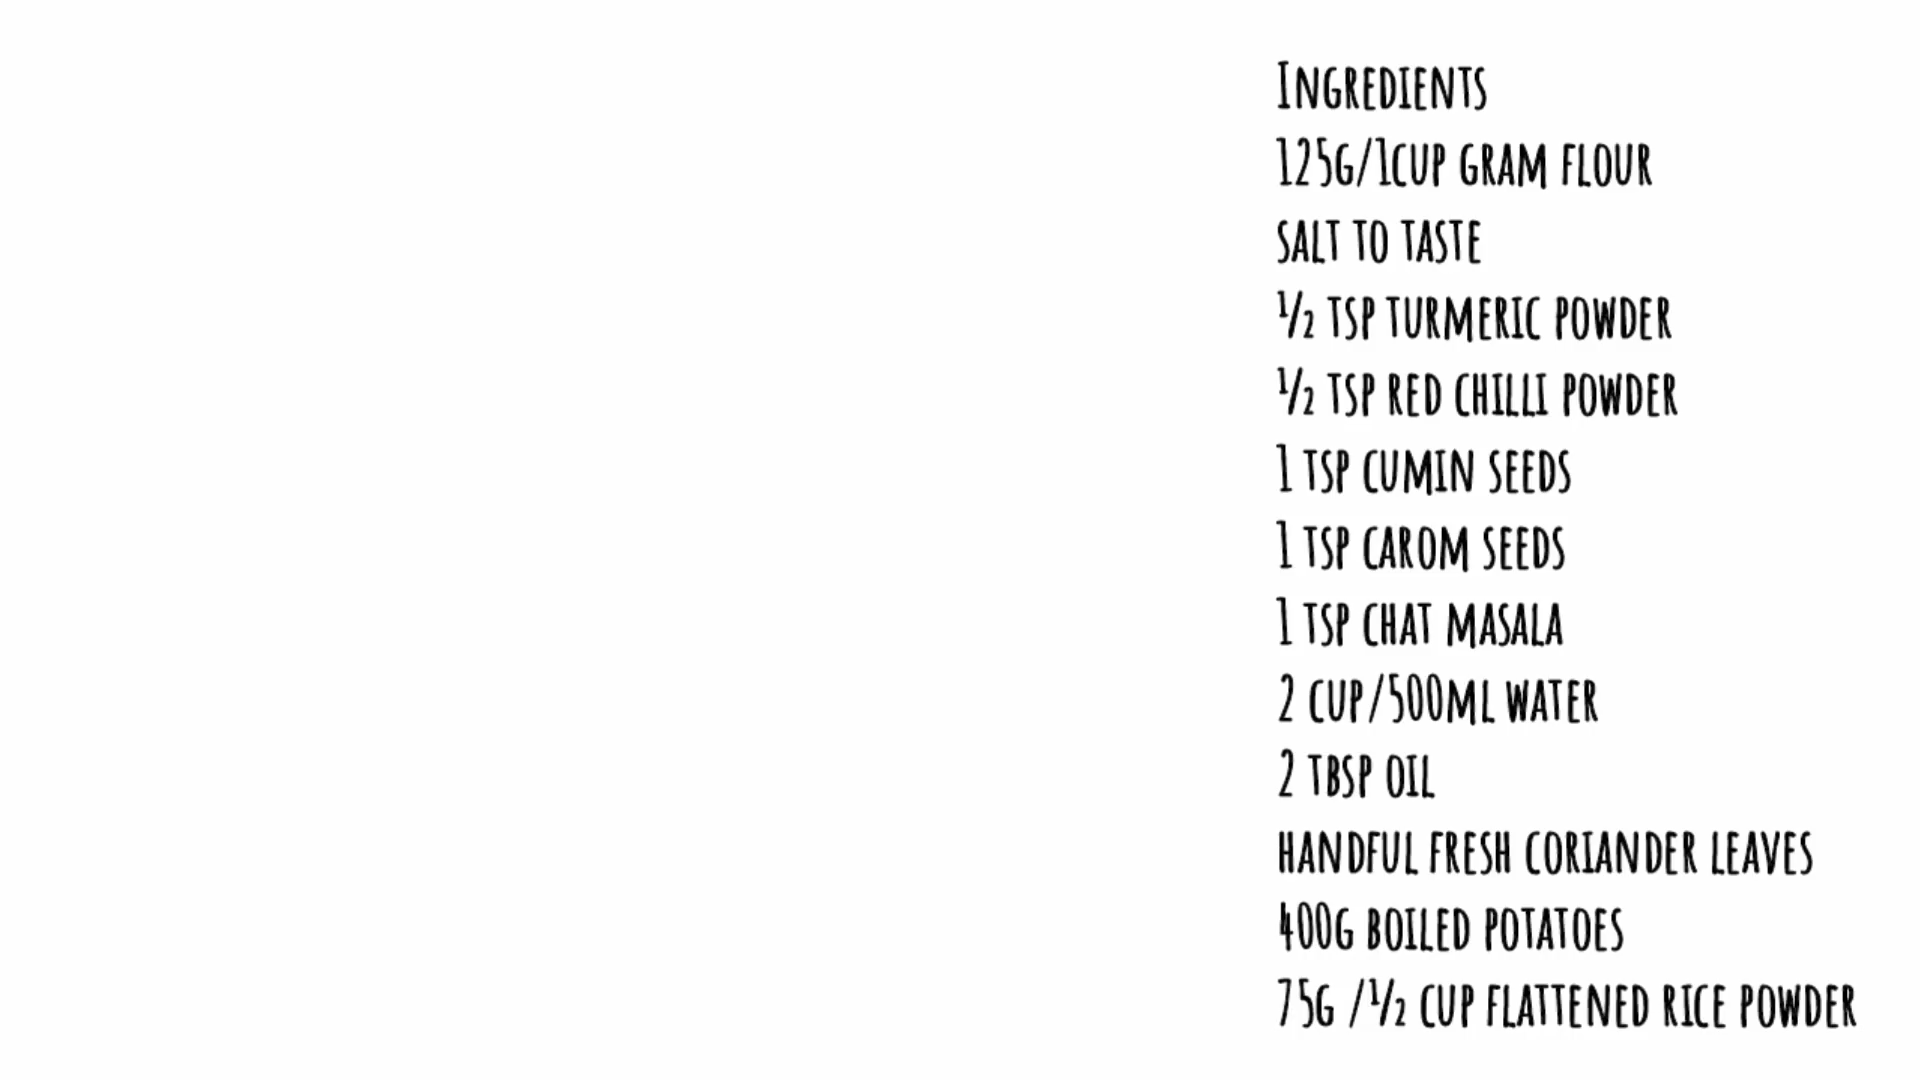 Ingredients
125g/1cup gram flour
salt to taste
½ tsp turmeric powder
½ tsp red chilli powder
1 tsp cumin seeds
1 tsp carom seeds
1 tsp chat masala
2 cup/500ml water
2 tbsp oil
handful fresh coriander leaves
400g boiled potatoes
75g /½ cup flattened rice powder